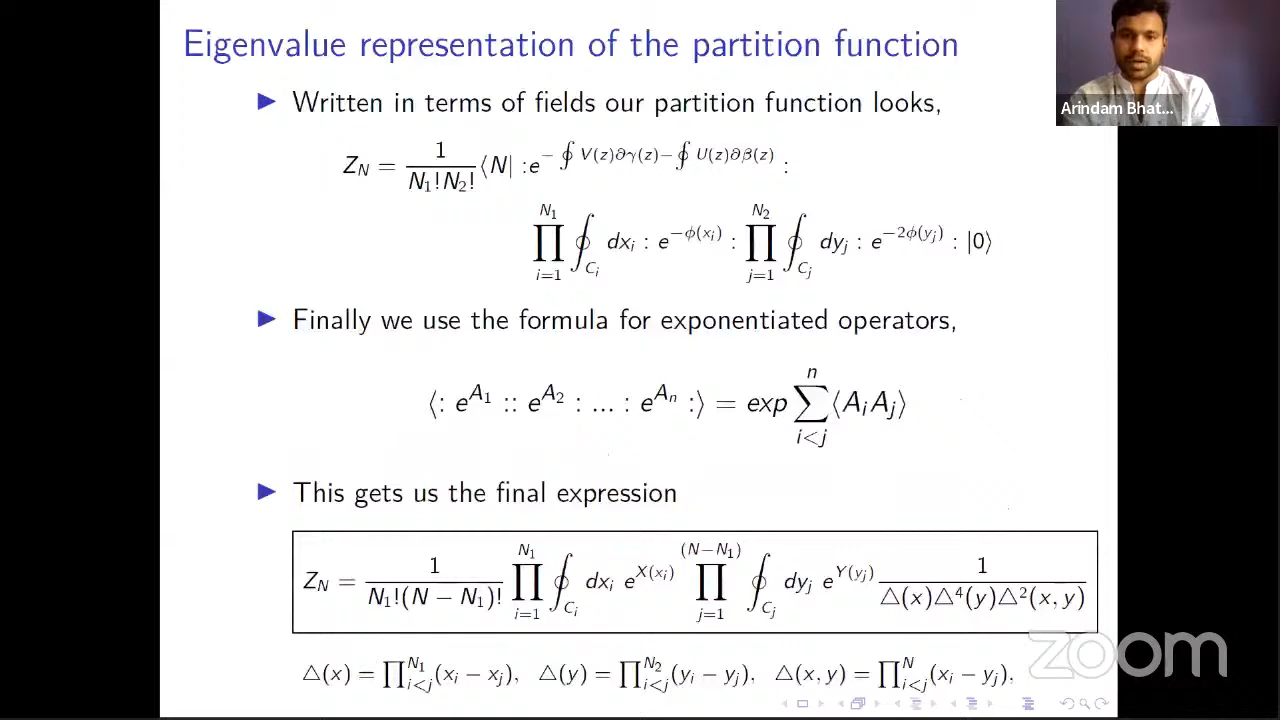 Eigenvalue representation of the partition function
Arindam Bhat...
▶ Written in terms of fields our partition function looks,
Z_N = \frac{1}{N_1!N_2!} ⟨N| :e^{-∮ V(z)∂γ(z)-∮ U(z)∂β(z)} :
∏_{i=1}^{N_1} ∮_{C_i} dx_i : e^{-φ(x_i)} : ∏_{j=1}^{N_2} ∮_{C_j} dy_j : e^{-2φ(y_j)} : |0⟩
▶ Finally we use the formula for exponentiated operators,
⟨: e^{A_1} :: e^{A_2} : ... : e^{A_n} :⟩ = exp ∑_{i<j}^{n} ⟨A_i A_j⟩
▶ This gets us the final expression
Z_N = \frac{1}{N_1!(N − N_1)!} ∏_{i=1}^{N_1} ∮_{C_i} dx_i e^{X(x_i)} ∏_{j=1}^{(N−N_1)} ∮_{C_j} dy_j e^{Y(y_j)} \frac{1}{△(x)△^4(y)△^2(x,y)}
△(x) = ∏_{i<j}^{N_1}(x_i − x_j), △(y) = ∏_{i<j}^{N_2}(y_i − y_j), △(x, y) = ∏_{i<j}^{N}(x_i − y_j),
zoom